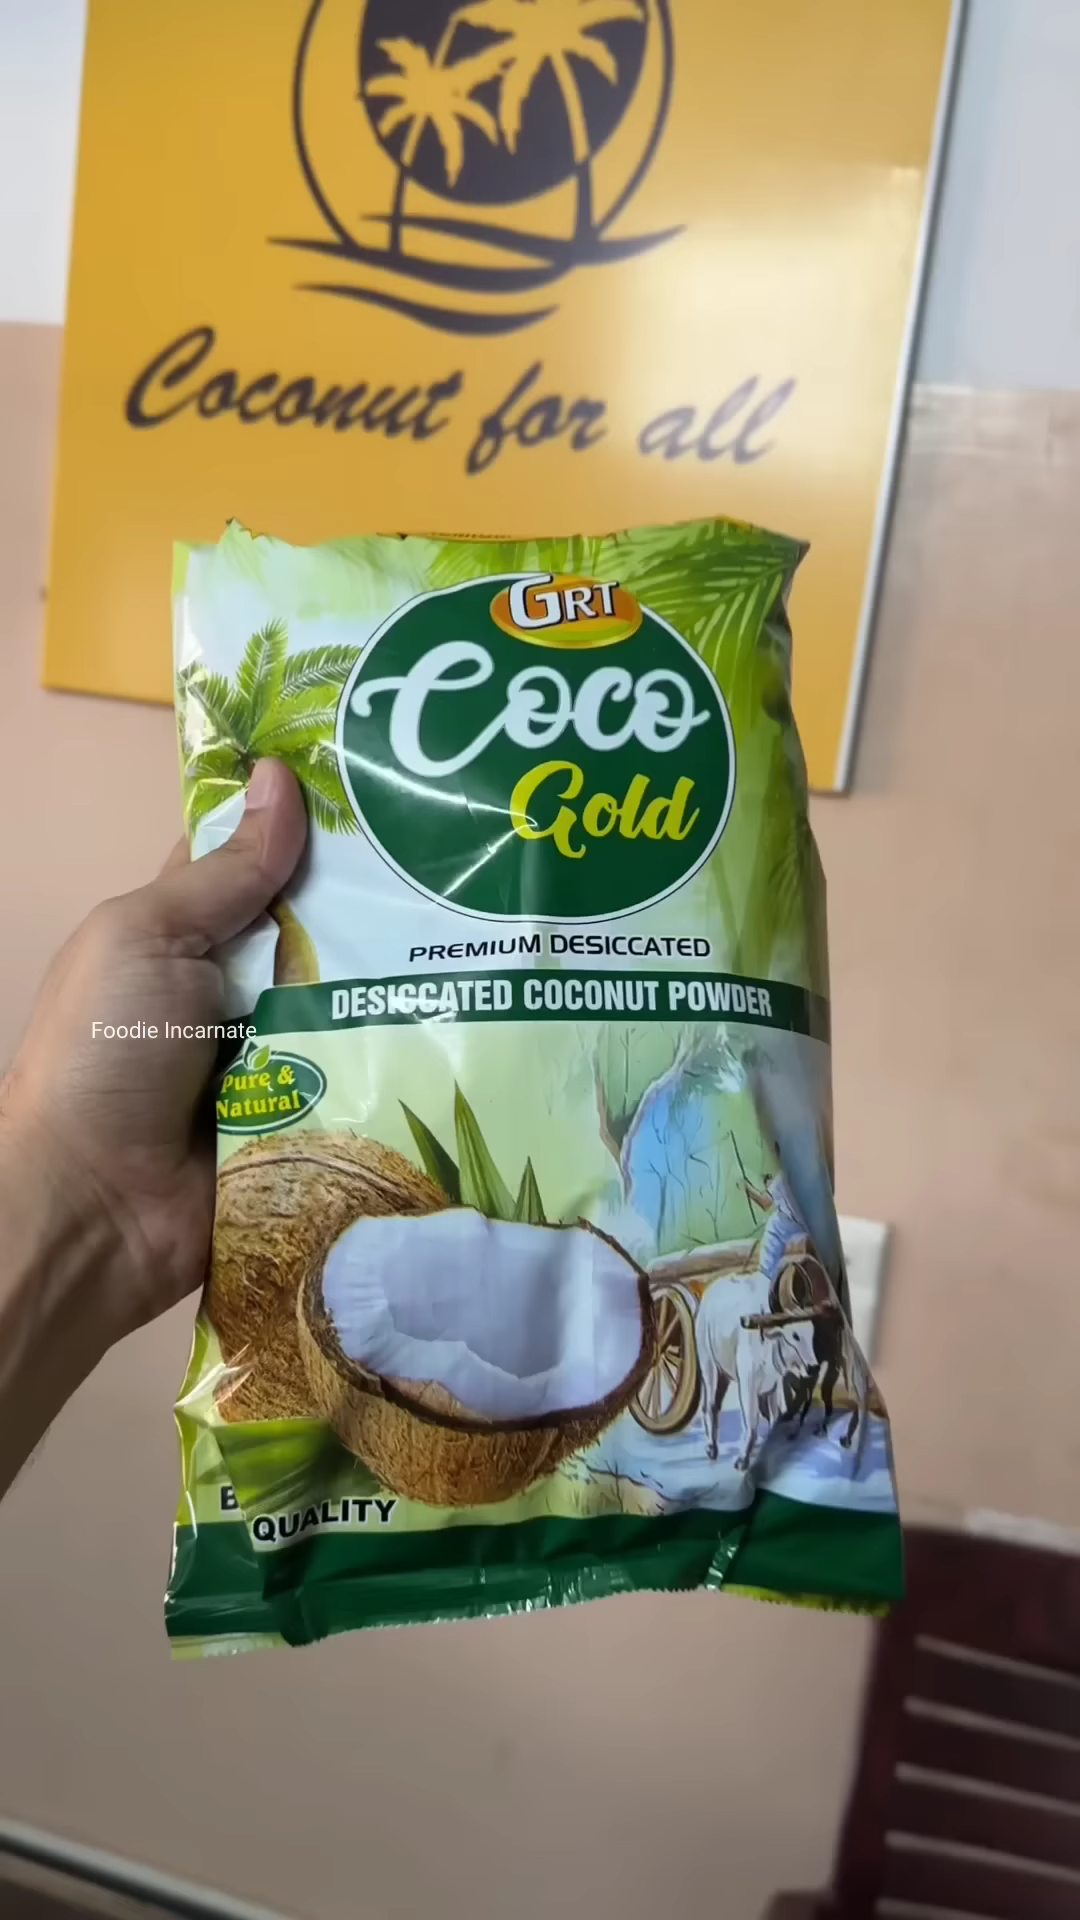 Coconut for all
GRT
Coco
Gold
PREMIUM DESICCATED
DESICCATED COCONUT POWDER
Foodie Incarnate
Pure &
Natural
QUALITY